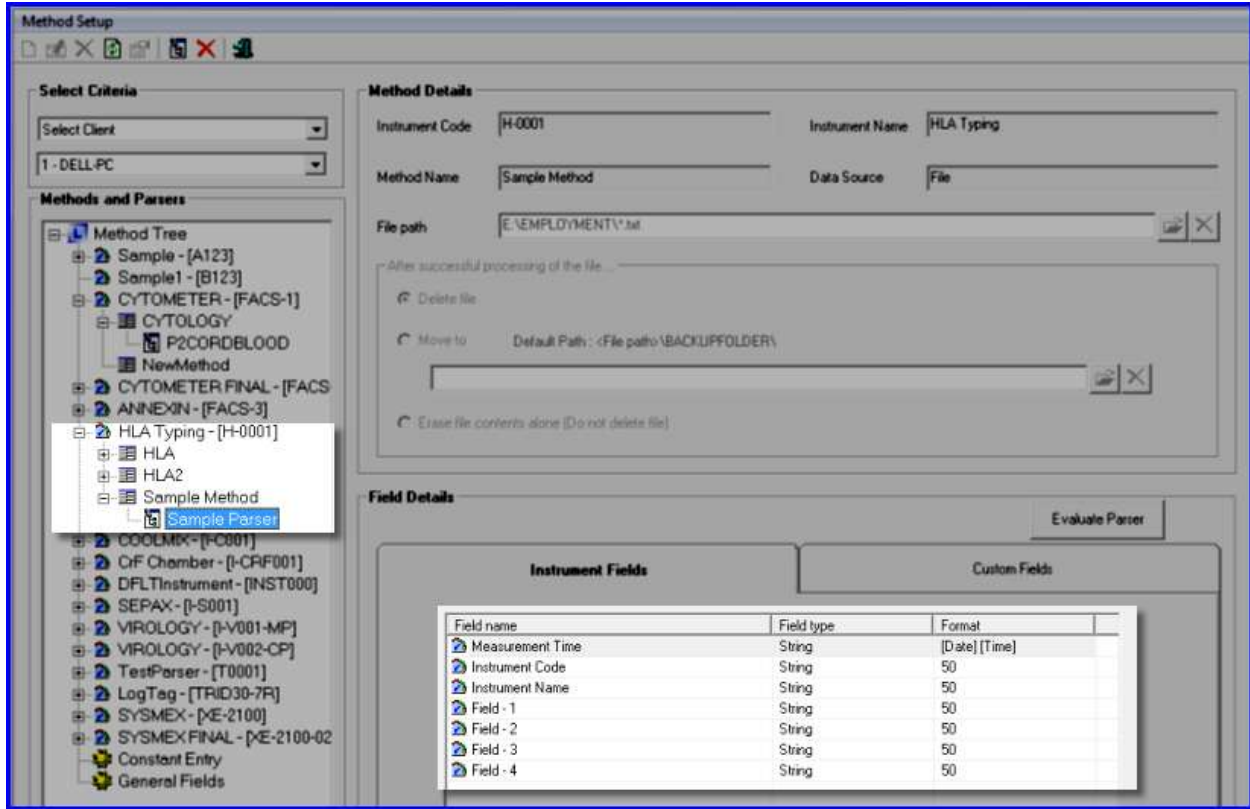 Method Setup
Select Criteria
Select Client
1 - DELL-PC
Methods and Parsers
Method Tree
Sample - [A123]
Sample1 - [B123]
CYTOMETER - [FACS-1]
CYTOLOGY
P2CORDBLOOD
NewMethod
CYTOMETER FINAL - [FACS
ANNEXIN - [FACS-3]
HLA Typing - [H-0001]
HLA
HLA2
Sample Method
Sample Parser
COOLMIX - [I-C001]
CrF Chamber - [I-CRF001]
DFLTInstrument - [INST000]
SEPAX - [I-S001]
VIROLOGY - [I-V001-MP]
VIROLOGY - [I-V002-CP]
TestParser - [T0001]
LogTag - [TRID30-7R]
SYSMEX - [XE-2100]
SYSMEX FINAL - [XE-2100-02
Constant Entry
General Fields
Method Details
Instrument Code H-0001 Instrument Name HLA Typing
Method Name Sample Method Data Source File
File path E:\EMPLOYMENT\*.txt
After successful processing of the file...
Delete file
Move to Default Path : <File path>\BACKUPFOLDER\
Erase file contents alone (Do not delete file)
Field Details
Evaluate Parser
Instrument Fields Custom Fields
Field name Field type Format
Measurement Time String [Date] [Time]
Instrument Code String 50
Instrument Name String 50
Field - 1 String 50
Field - 2 String 50
Field - 3 String 50
Field - 4 String 50